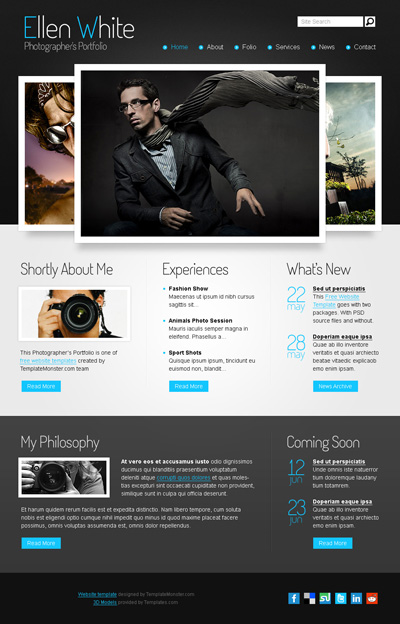 Ellen White
Photographer's Portfolio
Site Search
Home
About
Folio
Services
News
Contact
Shortly About Me
This Photographer's Portfolio is one of
free website templates created by
TemplateMonster.com team
Read More
Experiences
Fashion Show
Maecenas ut ipsum id nibh cursus
sagittis sit...
Animals Photo Session
Mauris iaculis semper magna in
eleifend. Phasellus a...
Sport Shots
Quisque ipsum ipsum, tincidunt eu
euismod non, blandit...
Read More
What's New
22
may
Sed ut perspiciatis
This Free Website
Template goes with two
packages. With PSD
source files and without.
28
may
Doperiam eaque ipsa
Quae ab illo inventore
veritatis et quasi architecto
beatae vitaedic explicabo
emo enim ipsam.
News Archive
My Philosophy
At vero eos et accusamus iusto odio dignissimos
ducimus qui blanditiis praesentium voluptatum
deleniti atque corrupti quos dolores et quas moles-
tias excepturi sint occaecati cupiditate non provident,
similique sunt in culpa qui officia deserunt.
Et harum quidem rerum facilis est et expedita distinctio. Nam libero tempore, cum soluta
nobis est eligendi optio cumque nihil impedit quo minus id quod maxime placeat facere
possimus, omnis voluptas assumenda est, omnis dolor repellendus.
Read More
Coming Soon
12
jun
Sed ut perspiciatis
Unde omnis iste natuerror
tum doloremque laudany
tium totamrem.
23
jun
Doperiam eaque ipsa
Quae ab illo inventore
veritatis et quasi architecto
emo enim ipsam.
Read More
Website template designed by TemplateMonster.com
3D Models provided by Templates.com